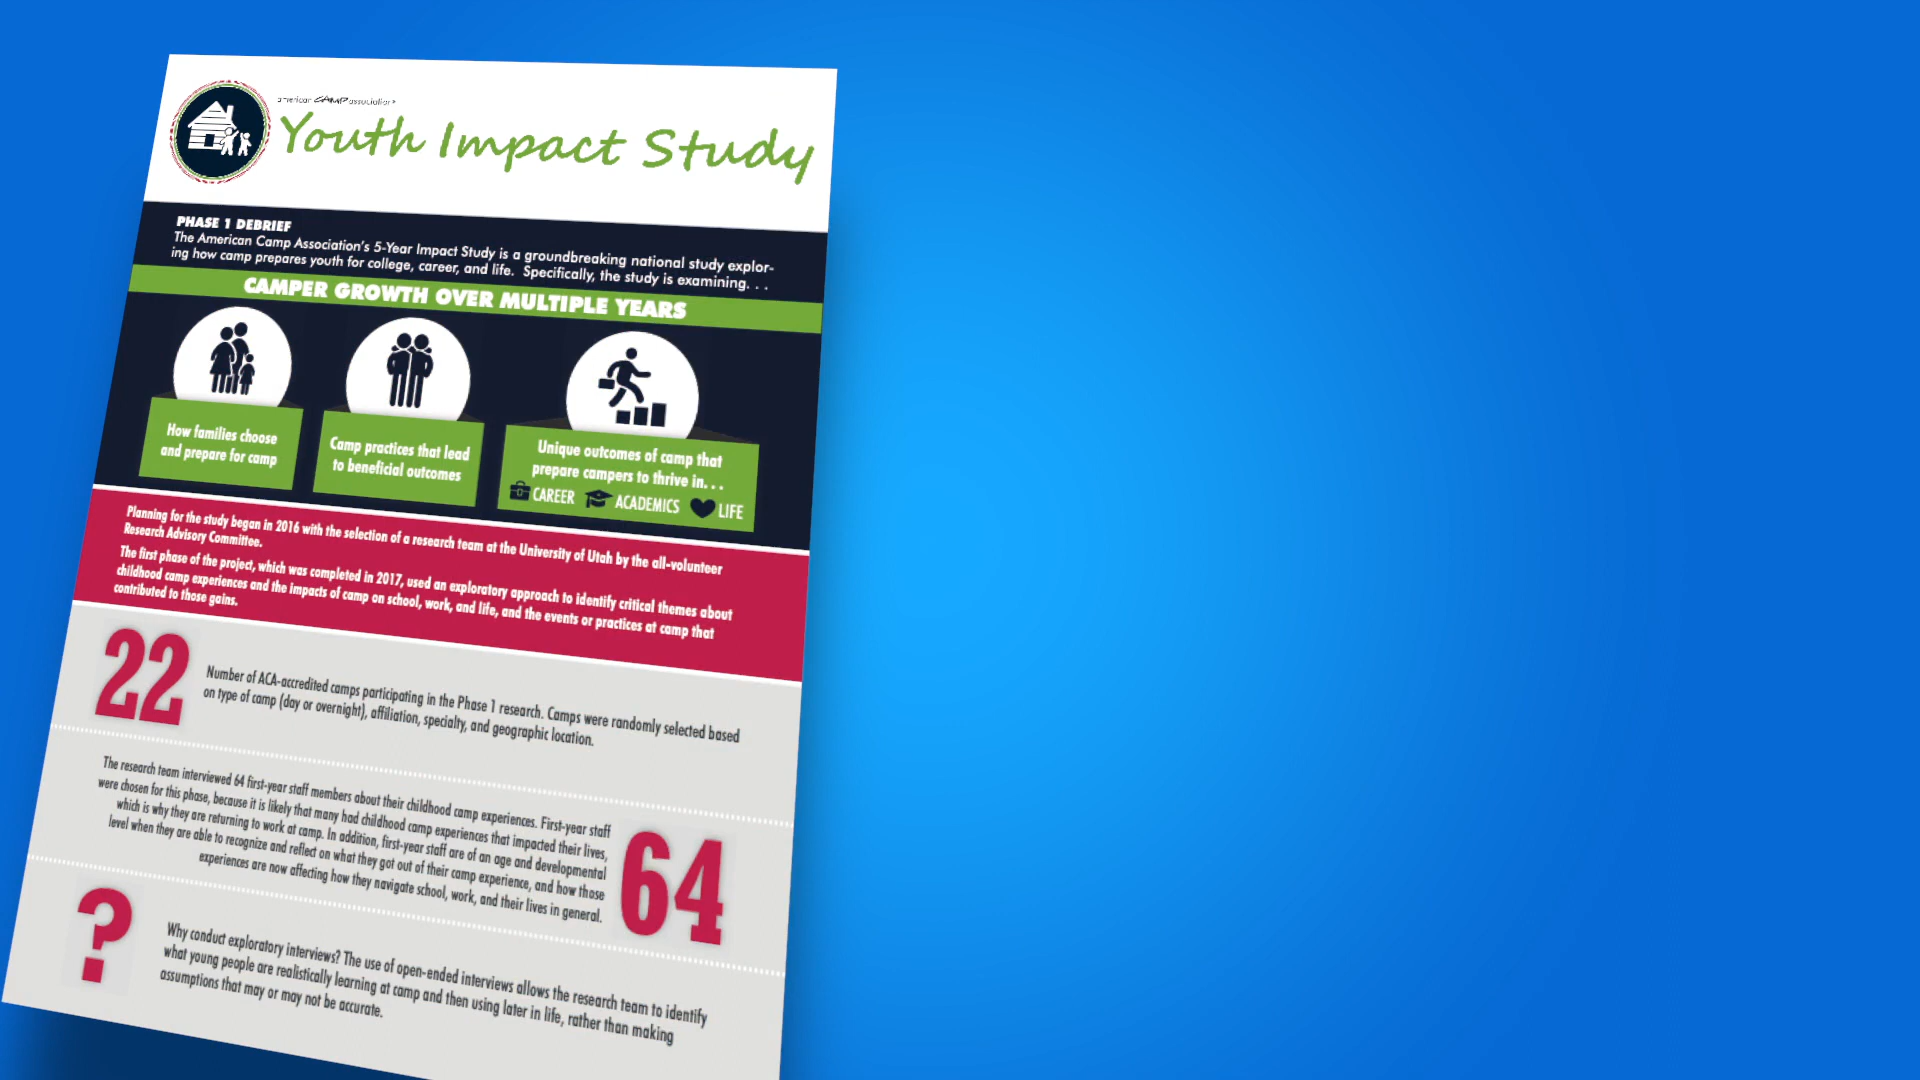 american CAMP association®
Youth Impact Study
PHASE 1 DEBRIEF
The American Camp Association's 5-Year Impact Study is a groundbreaking national study explor-
ing how camp prepares youth for college, career, and life. Specifically, the study is examining. . .
CAMPER GROWTH OVER MULTIPLE YEARS
How families choose
and prepare for camp
Camp practices that lead
to beneficial outcomes
Unique outcomes of camp that
prepare campers to thrive in. . .
CAREER ACADEMICS LIFE
Planning for the study began in 2016 with the selection of a research team at the University of Utah by the all-volunteer
Research Advisory Committee.
The first phase of the project, which was completed in 2017, used an exploratory approach to identify critical themes about
childhood camp experiences and the impacts of camp on school, work, and life, and the events or practices at camp that
contributed to those gains.
22
Number of ACA-accredited camps participating in the Phase 1 research. Camps were randomly selected based
on type of camp (day or overnight), affiliation, specialty, and geographic location.
The research team interviewed 64 first-year staff members about their childhood camp experiences. First-year staff
were chosen for this phase, because it is likely that many had childhood camp experiences that impacted their lives,
which is why they are returning to work at camp. In addition, first-year staff are of an age and developmental
level when they are able to recognize and reflect on what they got out of their camp experience, and how those
experiences are now affecting how they navigate school, work, and their lives in general.
64
?
Why conduct exploratory interviews? The use of open-ended interviews allows the research team to identify
what young people are realistically learning at camp and then using later in life, rather than making
assumptions that may or may not be accurate.